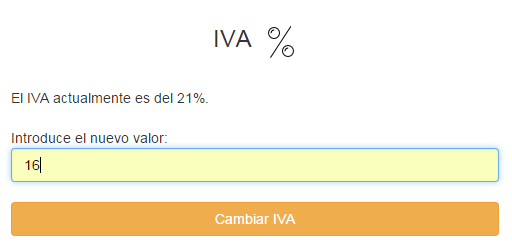 IVA %
El IVA actualmente es del 21%.
Introduce el nuevo valor:
16
Cambiar IVA